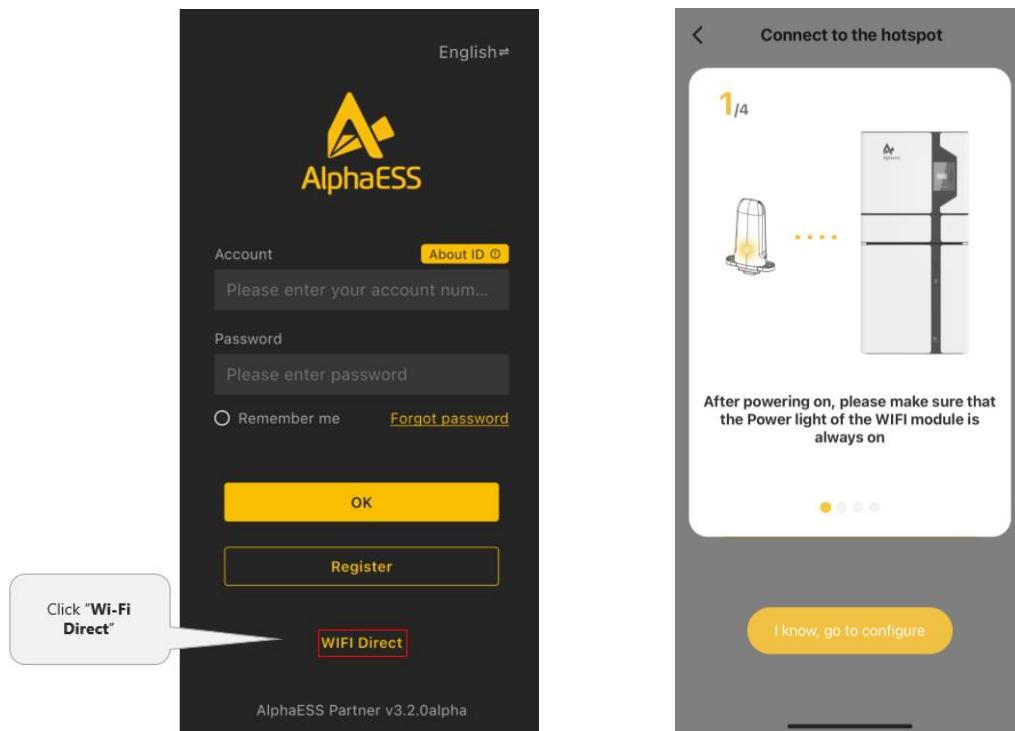 English⇌
AlphaESS
Account
About ID
Please enter your account num...
Password
Please enter password
Remember me
Forgot password
OK
Register
Click “Wi-Fi
Direct”
WIFI Direct
AlphaESS Partner v3.2.0alpha
Connect to the hotspot
1/4
After powering on, please make sure that
the Power light of the WIFI module is
always on
I know, go to configure